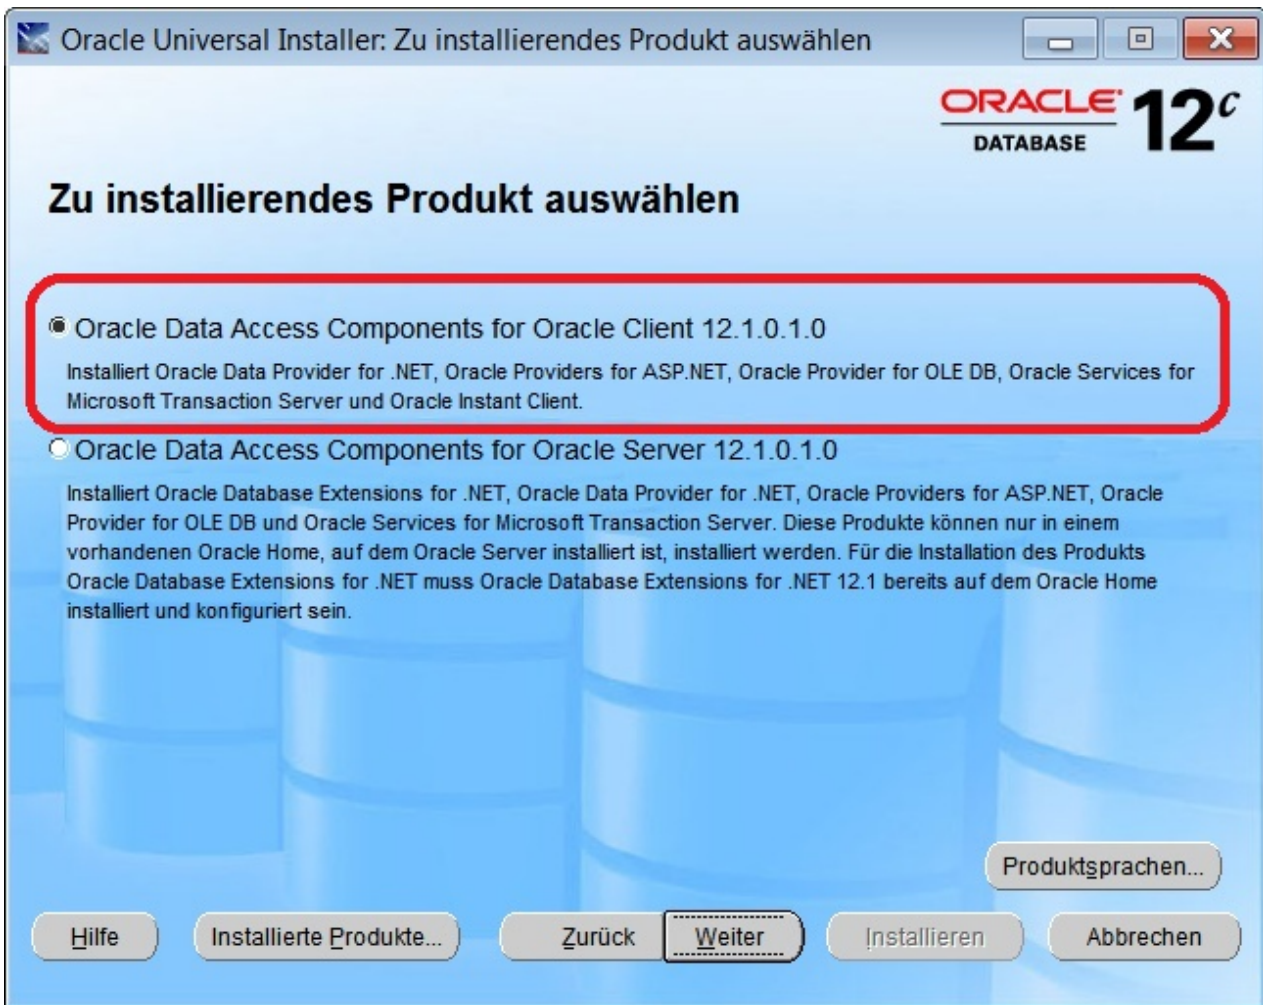 Oracle Universal Installer: Zu installierendes Produkt auswählen
ORACLE
DATABASE
12c
Zu installierendes Produkt auswählen
Oracle Data Access Components for Oracle Client 12.1.0.1.0
Installiert Oracle Data Provider for .NET, Oracle Providers for ASP.NET, Oracle Provider for OLE DB, Oracle Services for
Microsoft Transaction Server und Oracle Instant Client.
Oracle Data Access Components for Oracle Server 12.1.0.1.0
Installiert Oracle Database Extensions for .NET, Oracle Data Provider for .NET, Oracle Providers for ASP.NET, Oracle
Provider for OLE DB und Oracle Services for Microsoft Transaction Server. Diese Produkte können nur in einem
vorhandenen Oracle Home, auf dem Oracle Server installiert ist, installiert werden. Für die Installation des Produkts
Oracle Database Extensions for .NET muss Oracle Database Extensions for .NET 12.1 bereits auf dem Oracle Home
installiert und konfiguriert sein.
Produktsprachen...
Hilfe
Installierte Produkte...
Zurück
Weiter
Installieren
Abbrechen